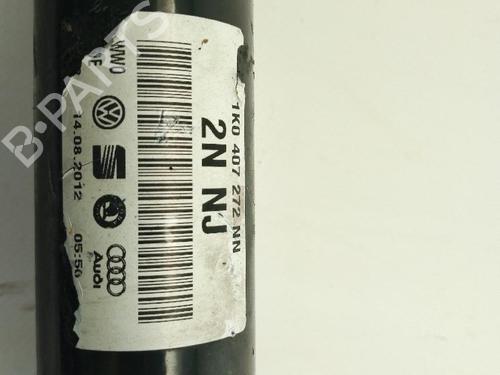 1K0 407 272 NN
2N NJ
14.08.2012 05:56
Audi
B-PARTS